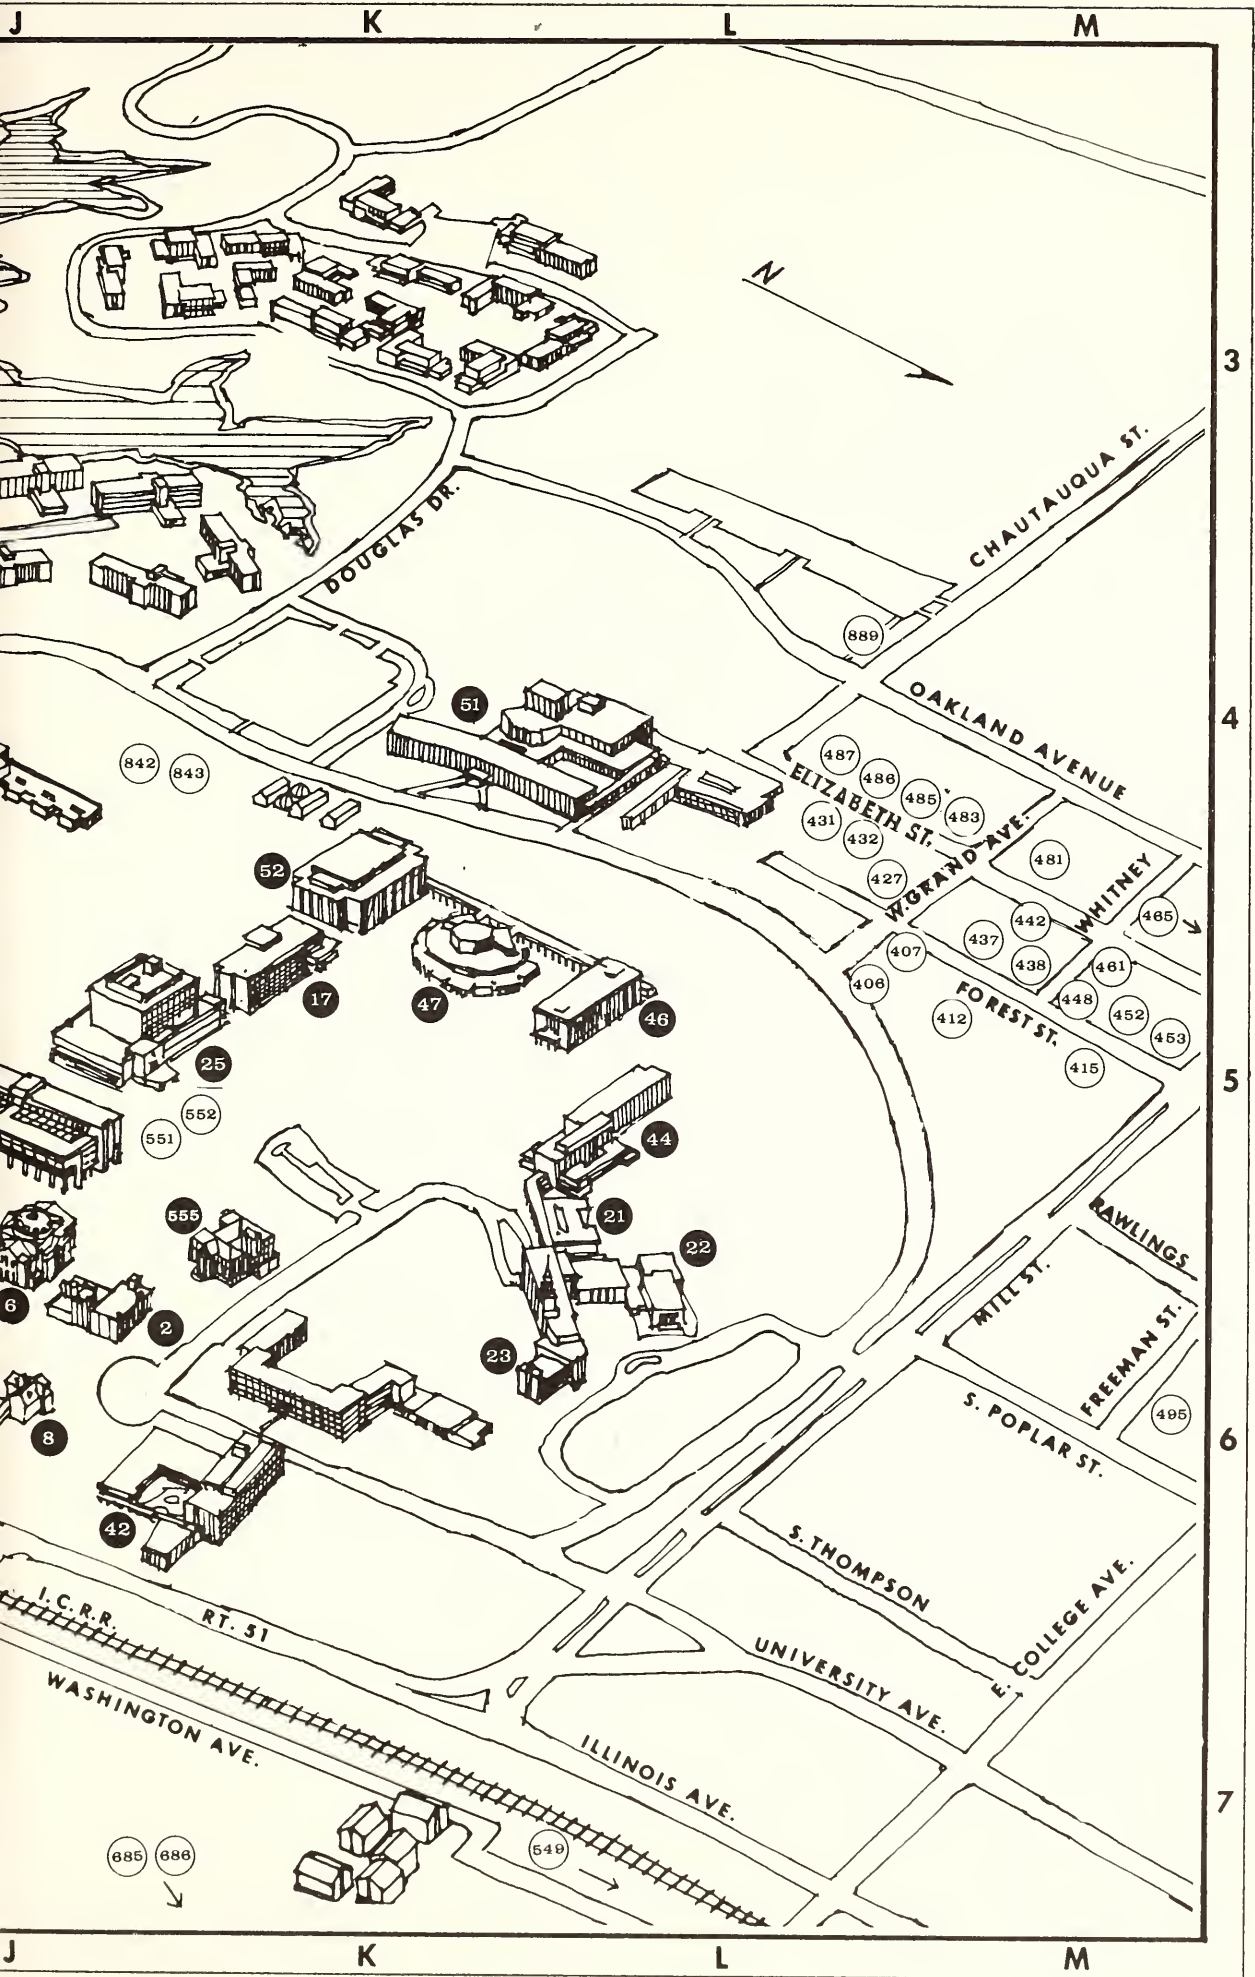 J K L M
N
3
CHAUTAUQUA ST.
DOUGLAS DR.
889
51
4
OAKLAND AVENUE
842 843
487
486
485
483
ELIZABETH ST.
431
432
427
W. GRAND AVE.
481
52
WHITNEY
465
442
437
438
407
406
461
448
452
453
412
FOREST ST.
415
17
47
46
25
5
552
551
44
555
21
22
RAWLINGS
6
2
MILL ST.
23
FREEMAN ST.
495
8
S. POPLAR ST.
6
42
S. THOMPSON
E. COLLEGE AVE.
I.C.R.R.
RT. 51
UNIVERSITY AVE.
WASHINGTON AVE.
ILLINOIS AVE.
7
685 686
549
J K L M